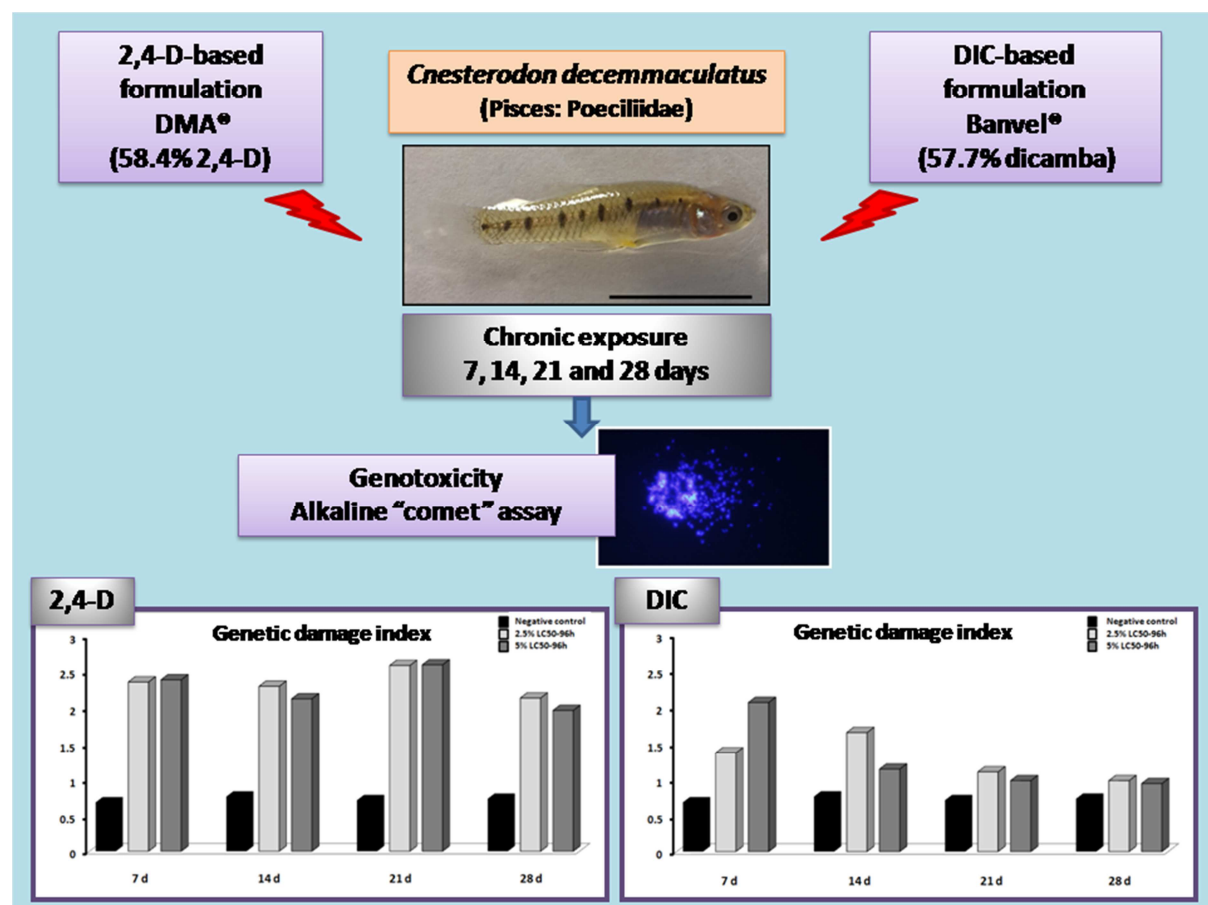 2,4-D-based
formulation
DMA®
(58.4% 2,4-D)
Cnesterodon decemmaculatus
(Pisces: Poeciliidae)
DIC-based
formulation
Banvel®
(57.7% dicamba)
Chronic exposure
7, 14, 21 and 28 days
Genotoxicity
Alkaline “comet” assay
2,4-D
Genetic damage index
Negative control
2.5% LC50-96h
5% LC50-96h
3
2.5
2
1.5
1
0.5
0
7 d
14 d
21 d
28 d
DIC
Genetic damage index
Negative control
2.5% LC50-96h
5% LC50-96h
3
2.5
2
1.5
1
0.5
0
7 d
14 d
21 d
28 d